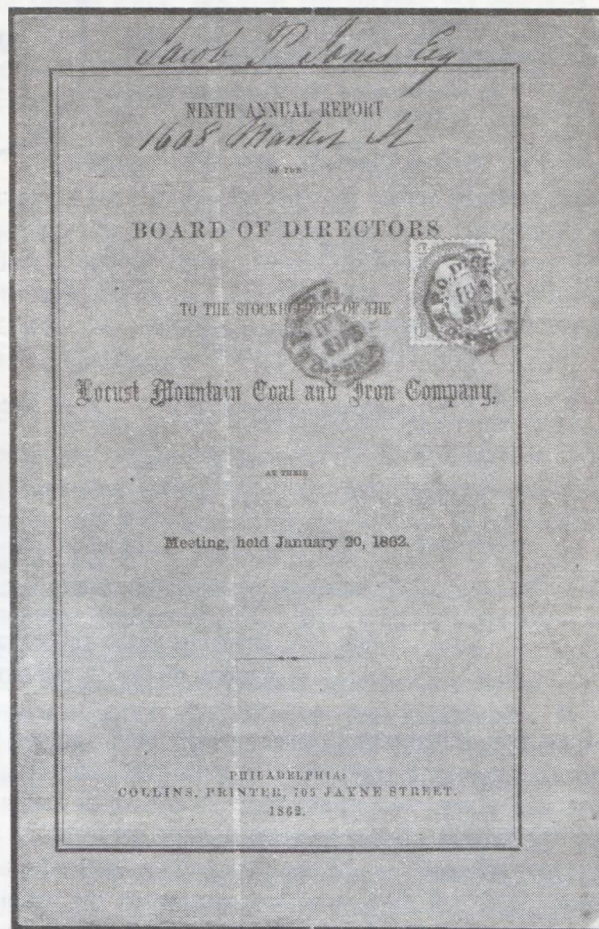 Jacob P Jones Esq
NINTH ANNUAL REPORT
1608 Market St
OF THE
BOARD OF DIRECTORS
TO THE STOCKHOLDERS OF THE
Locust Mountain Coal and Iron Company,
AT THEIR
Meeting, held January 20, 1862.
PHILADELPHIA:
COLLINS, PRINTER, 705 JAYNE STREET.
1862.